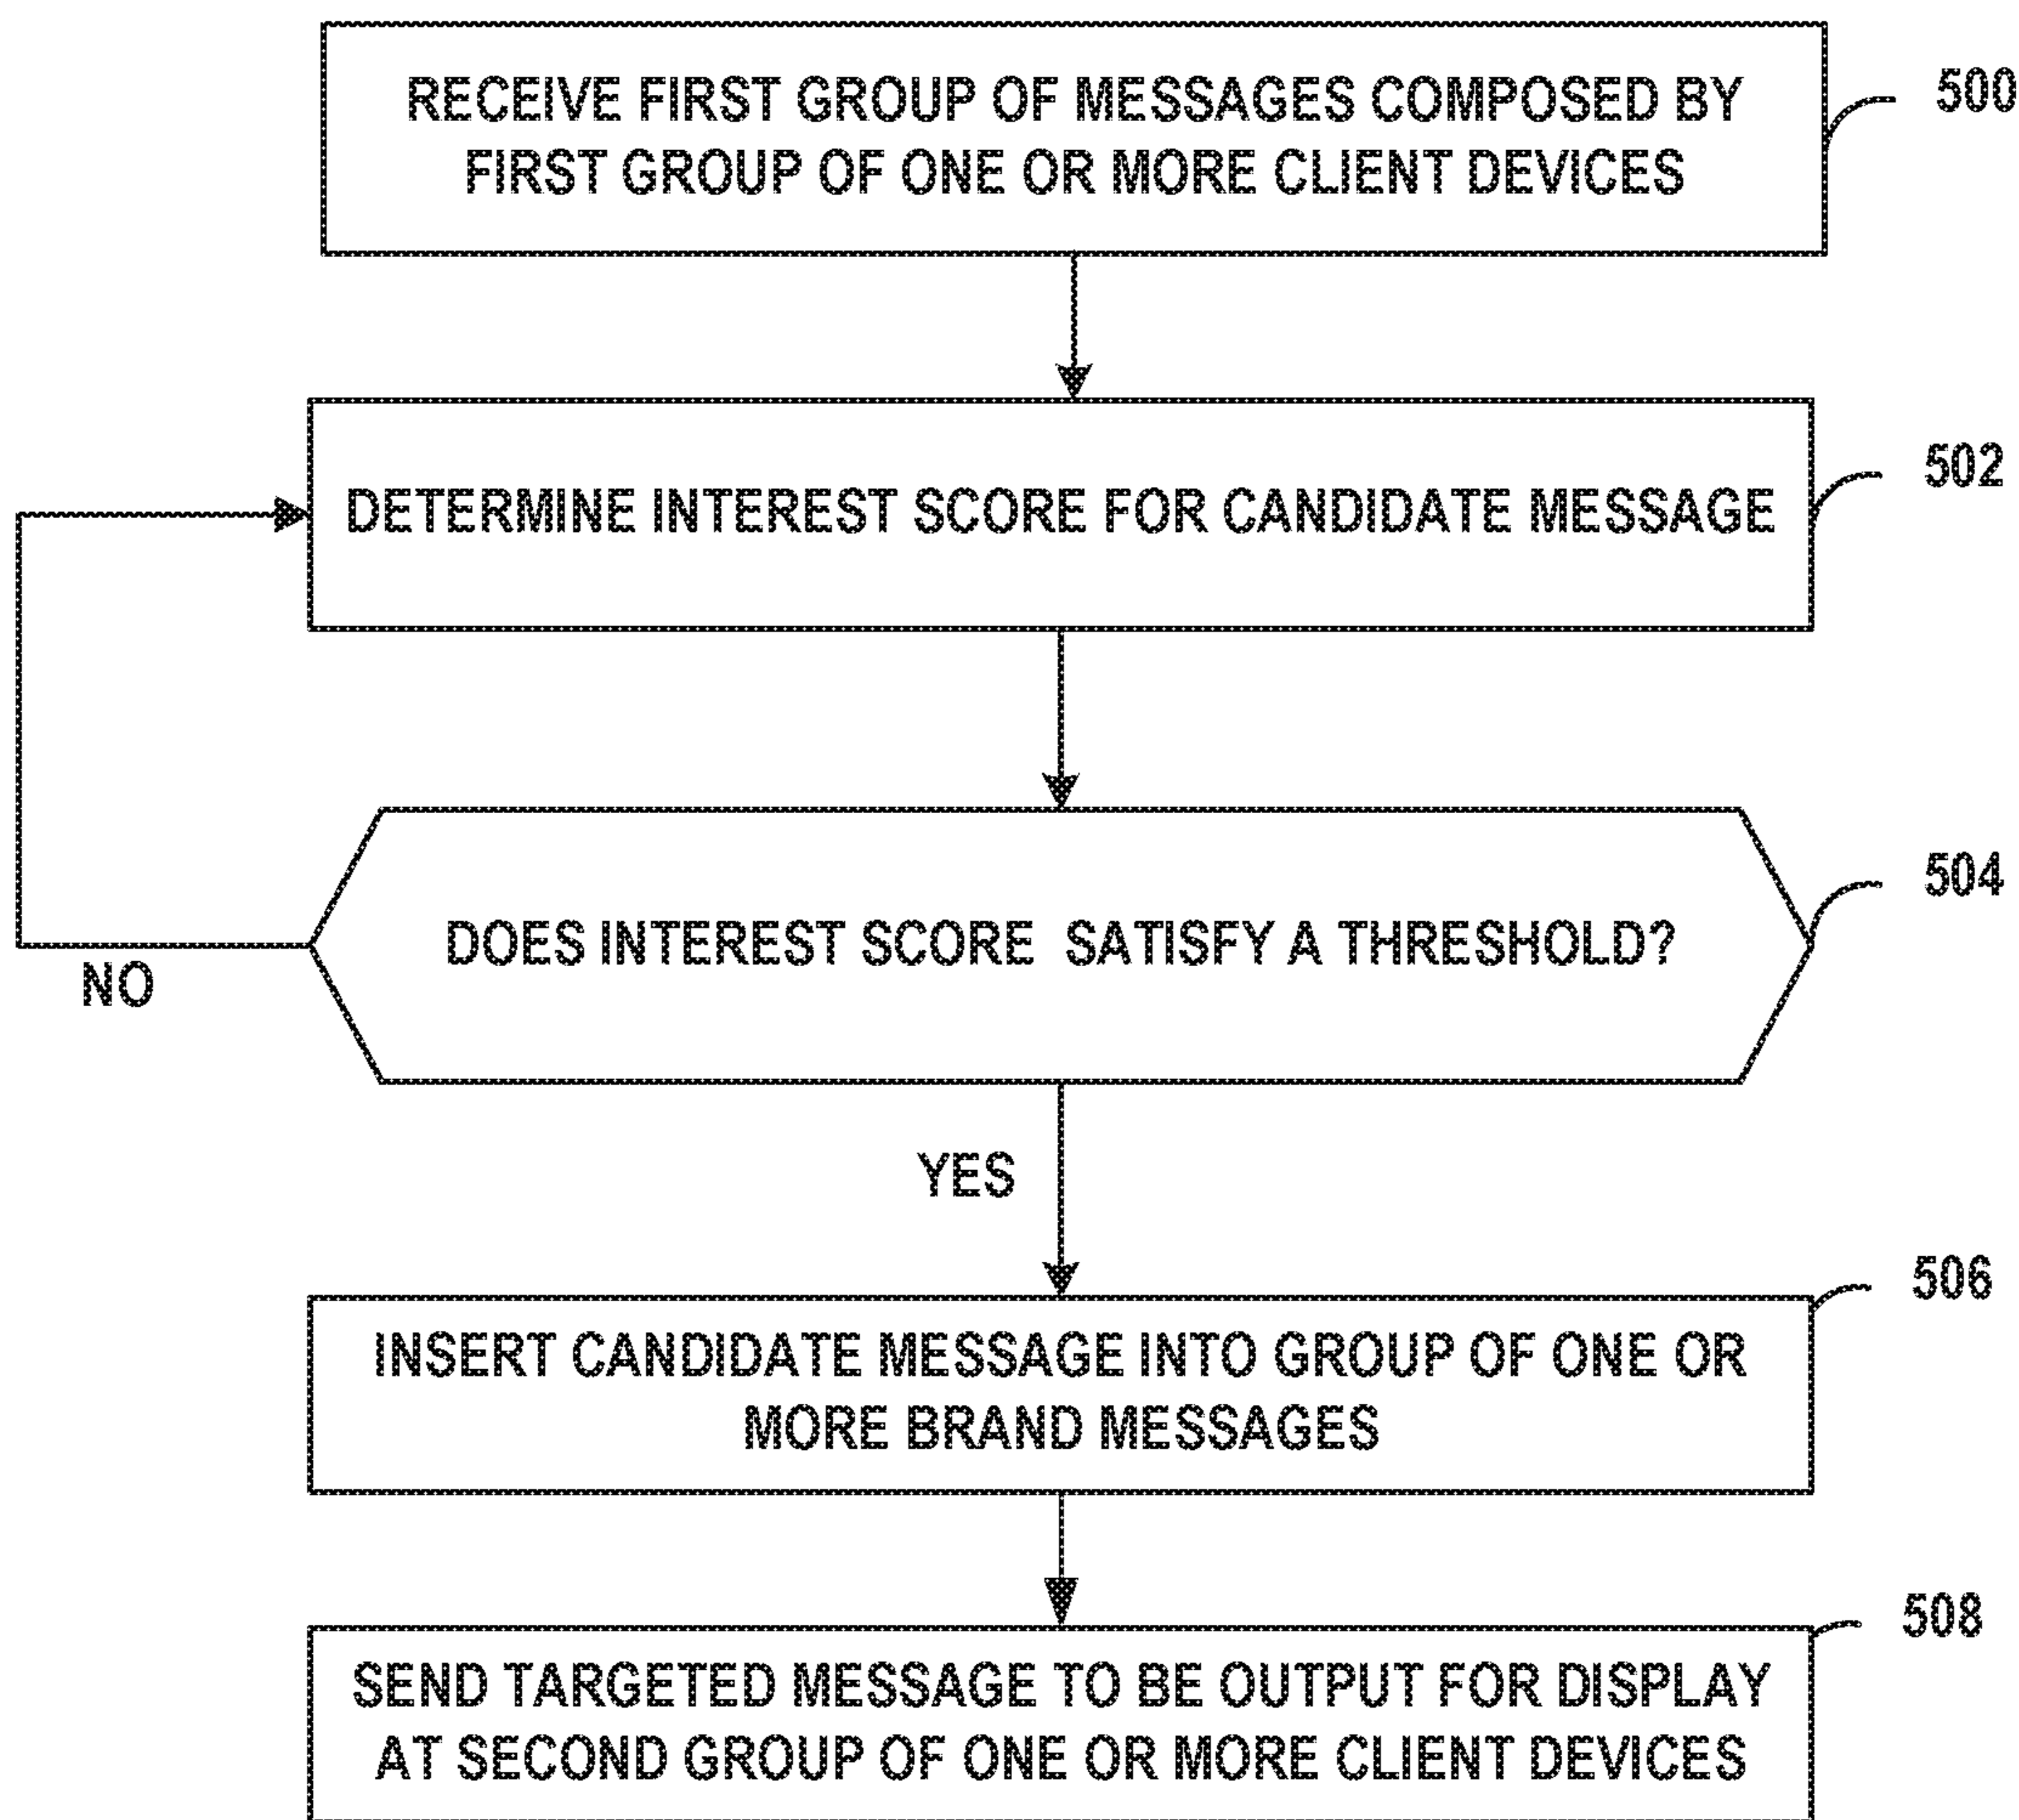 RECEIVE FIRST GROUP OF MESSAGES COMPOSED BY
FIRST GROUP OF ONE OR MORE CLIENT DEVICES
500
DETERMINE INTEREST SCORE FOR CANDIDATE MESSAGE
502
DOES INTEREST SCORE SATISFY A THRESHOLD?
504
NO
YES
INSERT CANDIDATE MESSAGE INTO GROUP OF ONE OR
MORE BRAND MESSAGES
506
SEND TARGETED MESSAGE TO BE OUTPUT FOR DISPLAY
AT SECOND GROUP OF ONE OR MORE CLIENT DEVICES
508